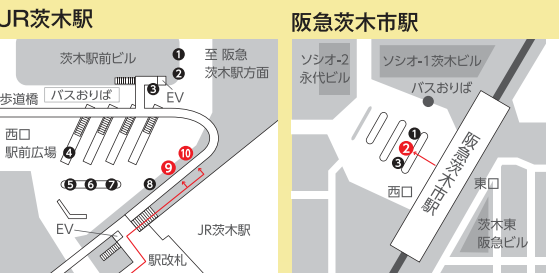 JR茨木駅
茨木駅前ビル
1
至 阪急
茨木駅方面
2
3
EV
歩道橋
バスおりば
西口
駅前広場
4
10
9
5
6
7
8
EV
JR茨木駅
駅改札
阪急茨木市駅
ソシオ-2
永代ビル
ソシオ-1茨木ビル
バスおりば
1
2
3
阪急茨木市駅
西口
東口
茨木東
阪急ビル